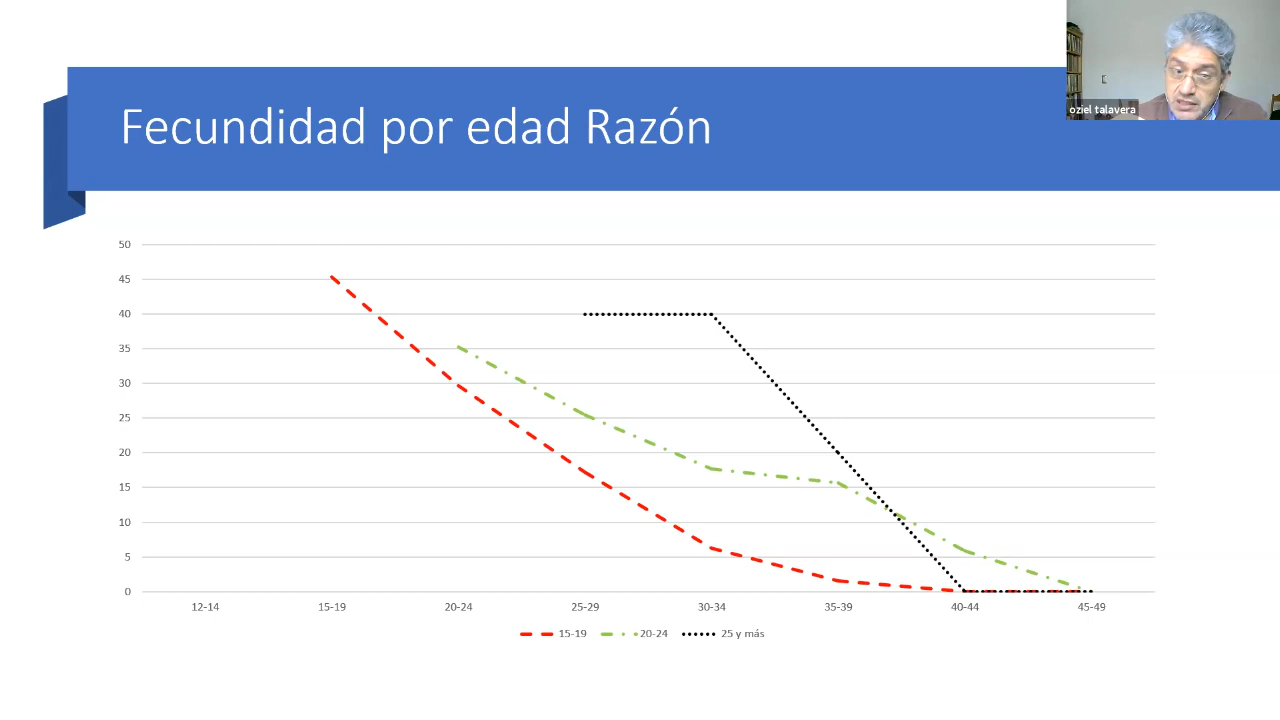 oziel talavera
Fecundidad por edad Razón
50
45
40
35
30
25
20
15
10
5
0
12-14 15-19 20-24 25-29 30-34 35-39 40-44 45-49
15-19 20-24 25 y más